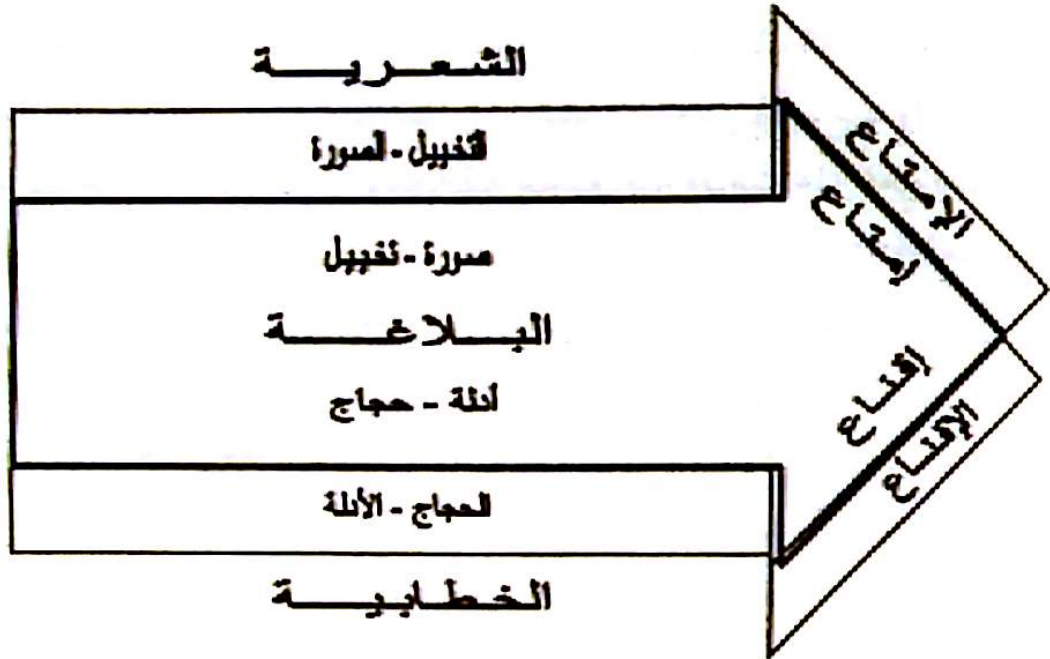 الشعرية
التخييل - الصورة
الإمتاع
إمتاع
صورة - تخييل
البلاغة
أدلة - حجاج
إقناع
الإقناع
الحجاج - الأدلة
الخطابية